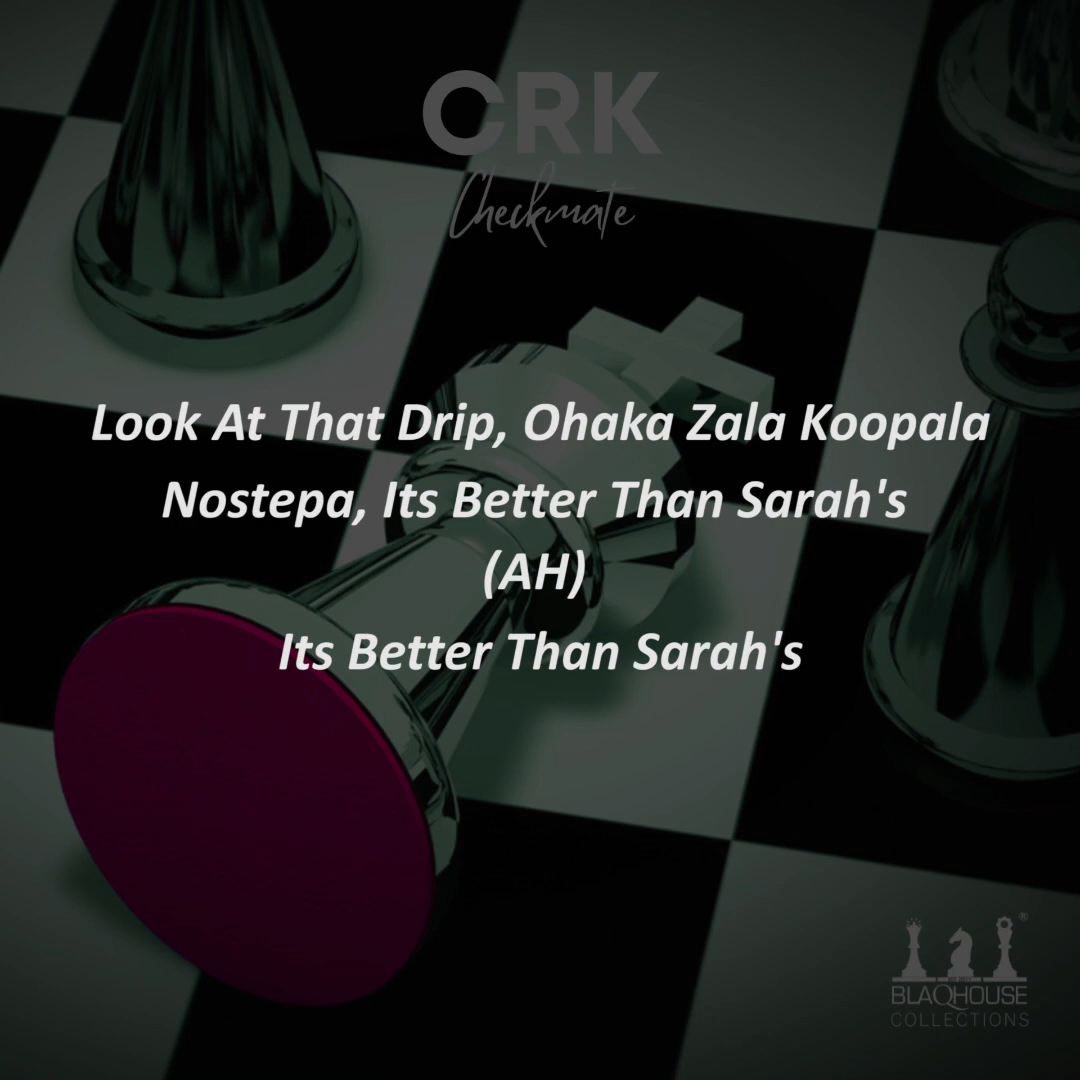 CRK
Checkmate
Look At That Drip, Ohaka Zala Koopala
Nostepa, Its Better Than Sarah's
(AH)
Its Better Than Sarah's
®
BLAQHOUSE
COLLECTIONS